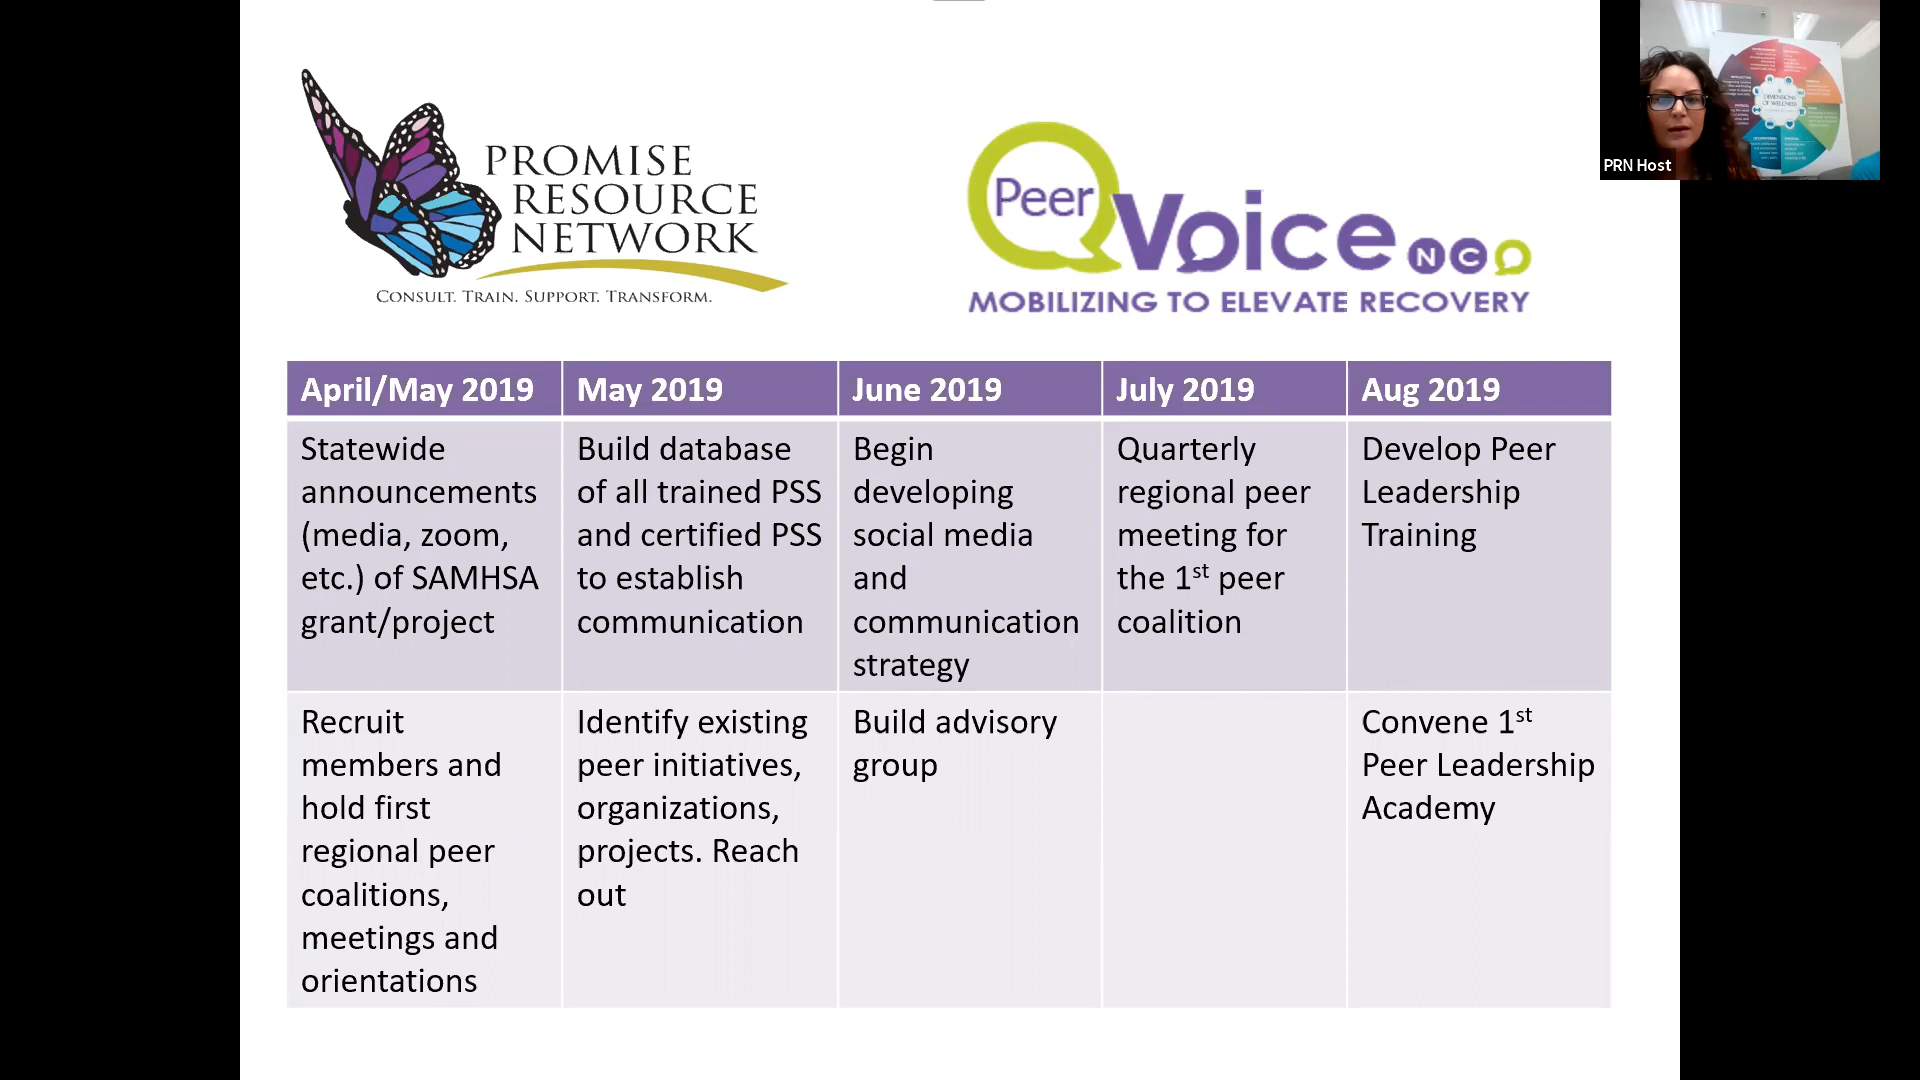 PROMISE
RESOURCE
NETWORK
CONSULT. TRAIN. SUPPORT. TRANSFORM.
Peer Voice NC
MOBILIZING TO ELEVATE RECOVERY
PRN Host
DIMENSIONS
OF WELLNESS
April/May 2019
Statewide
announcements
(media, zoom,
etc.) of SAMHSA
grant/project
May 2019
Build database
of all trained PSS
and certified PSS
to establish
communication
June 2019
Begin
developing
social media
and
communication
strategy
July 2019
Quarterly
regional peer
meeting for
the 1st peer
coalition
Aug 2019
Develop Peer
Leadership
Training
Recruit
members and
hold first
regional peer
coalitions,
meetings and
orientations
Identify existing
peer initiatives,
organizations,
projects. Reach
out
Build advisory
group
Convene 1st
Peer Leadership
Academy